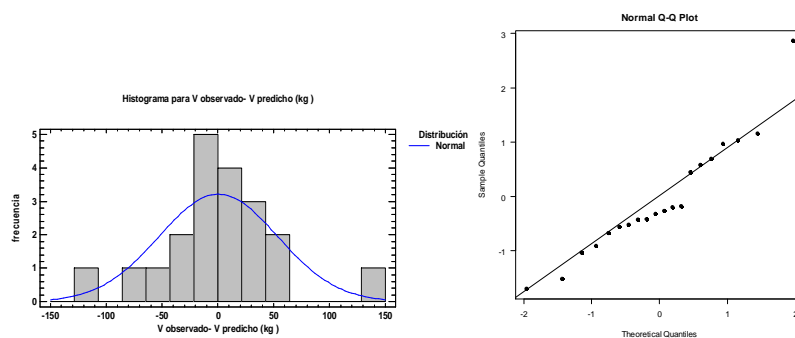 Histograma para V observado- V predicho (kg )
Distribución
Normal
frecuencia
5
4
3
2
1
0
-150
-100
-50
0
50
100
150
V observado- V predicho (kg )
Normal Q-Q Plot
Sample Quantiles
3
2
1
0
-1
-2
-1
0
1
2
Theoretical Quantiles